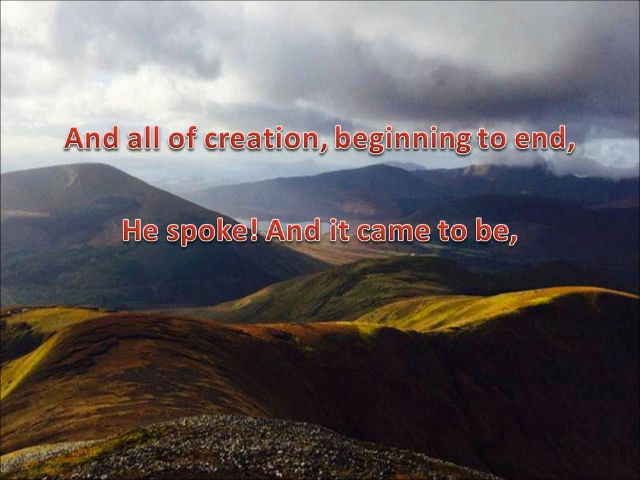 And all of creation, beginning to end,
He spoke! And it came to be,